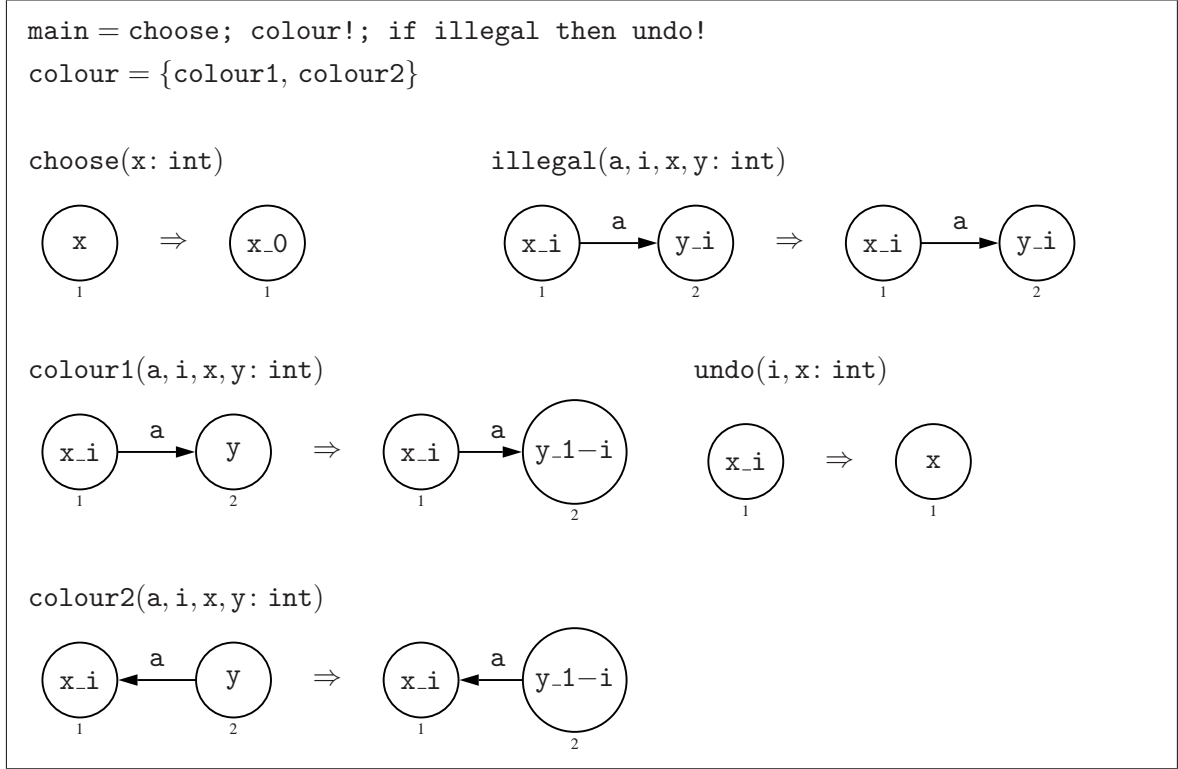 main = choose; colour!; if illegal then undo!
colour = {colour1, colour2}
choose(x: int)
illegal(a, i, x, y: int)
x ⇒ x_0
1 1
x_i a y_i ⇒ x_i a y_i
1 2 1 2
colour1(a, i, x, y: int)
undo(i, x: int)
x_i a y ⇒ x_i a y_1−i
1 2 1 2
x_i ⇒ x
1 1
colour2(a, i, x, y: int)
x_i a y ⇒ x_i a y_1−i
1 2 1 2